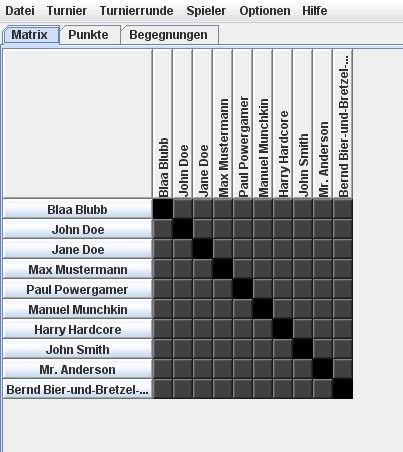 Datei Turnier Turnierrunde Spieler Optionen Hilfe
Matrix Punkte Begegnungen
Blaa Blubb
John Doe
Jane Doe
Max Mustermann
Paul Powergamer
Manuel Munchkin
Harry Hardcore
John Smith
Mr. Anderson
Bernd Bier-und-Bretzel-...
Blaa Blubb
John Doe
Jane Doe
Max Mustermann
Paul Powergamer
Manuel Munchkin
Harry Hardcore
John Smith
Mr. Anderson
Bernd Bier-und-Bretzel-...